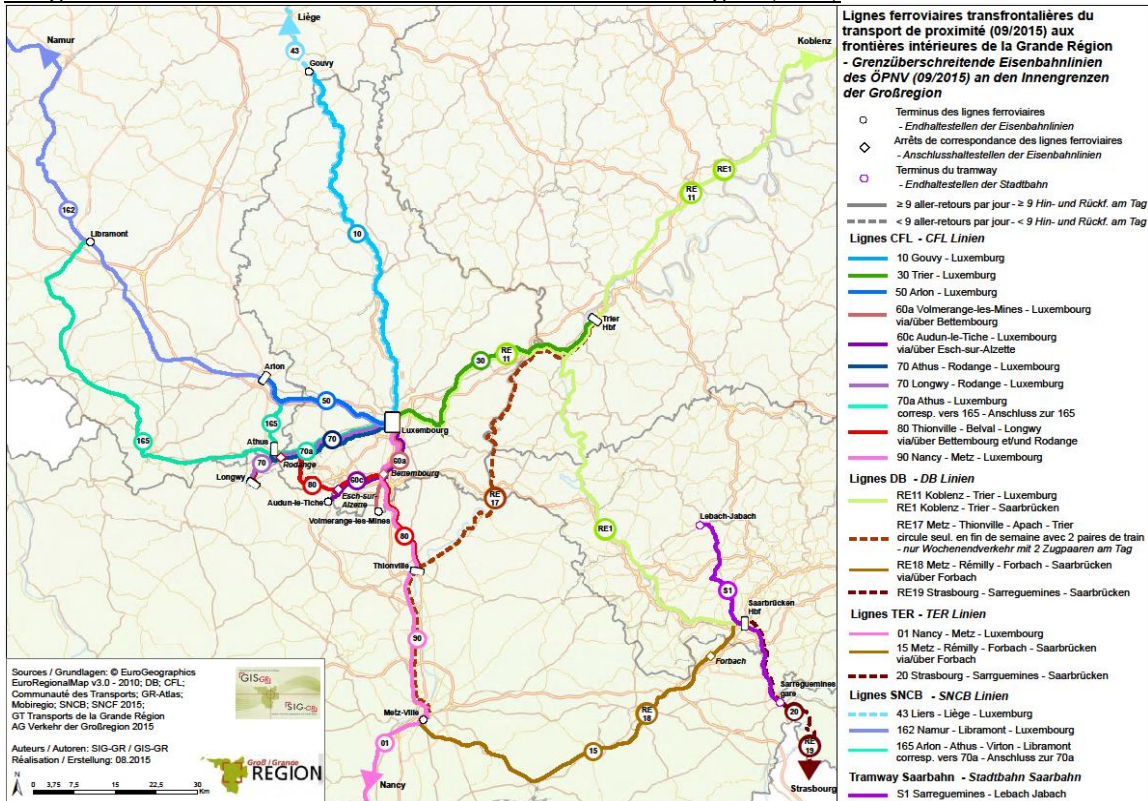 Liège
Namur
43
Gouvy
Koblenz
RE1
RE
11
162
10
Libramont
Trier
Hbf
RE
11
30
Arlon
50
165
Luxembourg
Athus
70a
70
165
Rodange
70
60a
Bettembourg
Longwy
80
60c
Esch-sur-
Alzette
Audun-le-Tiche
Volmerange-les-Mines
RE
17
80
RE1
Lebach-Jabach
Thionville
S1
Saarbrücken
Hbf
90
Forbach
Sarreguemines
gare
Metz-Ville
RE
18
20
01
15
RE
19
Nancy
Strasbourg
Sources / Grundlagen: © EuroGeographics
EuroRegionalMap v3.0 - 2010; DB; CFL;
Communauté des Transports; GR-Atlas;
Mobiregio; SNCB; SNCF 2015;
GT Transports de la Grande Région
AG Verkehr der Großregion 2015
GIS-GR
SIG-GR
Auteurs / Autoren: SIG-GR / GIS-GR
Réalisation / Erstellung: 08.2015
Groß / Grande
REGION
N
0 3,75 7,5 15 22,5 30
Km
Lignes ferroviaires transfrontalières du
transport de proximité (09/2015) aux
frontières intérieures de la Grande Région
- Grenzüberschreitende Eisenbahnlinien
des ÖPNV (09/2015) an den Innengrenzen
der Großregion
Terminus des lignes ferroviaires
- Endhaltestellen der Eisenbahnlinien
Arrêts de correspondance des lignes ferroviaires
- Anschlusshaltestellen der Eisenbahnlinien
Terminus du tramway
- Endhaltestellen der Stadtbahn
≥ 9 aller-retours par jour - ≥ 9 Hin- und Rückf. am Tag
< 9 aller-retours par jour - < 9 Hin- und Rückf. am Tag
Lignes CFL - CFL Linien
10 Gouvy - Luxemburg
30 Trier - Luxemburg
50 Arlon - Luxemburg
60a Volmerange-les-Mines - Luxembourg
via/über Bettembourg
60c Audun-le-Tiche - Luxembourg
via/über Esch-sur-Alzette
70 Athus - Rodange - Luxembourg
70 Longwy - Rodange - Luxemburg
70a Athus - Luxemburg
corresp. vers 165 - Anschluss zur 165
80 Thionville - Belval - Longwy
via/über Bettembourg et/und Rodange
90 Nancy - Metz - Luxembourg
Lignes DB - DB Linien
RE11 Koblenz - Trier - Luxemburg
RE1 Koblenz - Trier - Saarbrücken
RE17 Metz - Thionville - Apach - Trier
circule seul. en fin de semaine avec 2 paires de train
- nur Wochenendverkehr mit 2 Zugpaaren am Tag
RE18 Metz - Rémilly - Forbach - Saarbrücken
via/über Forbach
RE19 Strasbourg - Sarreguemines - Saarbrücken
Lignes TER - TER Linien
01 Nancy - Metz - Luxembourg
15 Metz - Rémilly - Forbach - Saarbrücken
via/über Forbach
20 Strasbourg - Sarrguemines - Saarbrücken
Lignes SNCB - SNCB Linien
43 Liers - Liège - Luxemburg
162 Namur - Libramont - Luxembourg
165 Arlon - Athus - Virton - Libramont
corresp. vers 70a - Anschluss zur 70a
Tramway Saarbahn - Stadtbahn Saarbahn
S1 Sarreguemines - Lebach Jabach